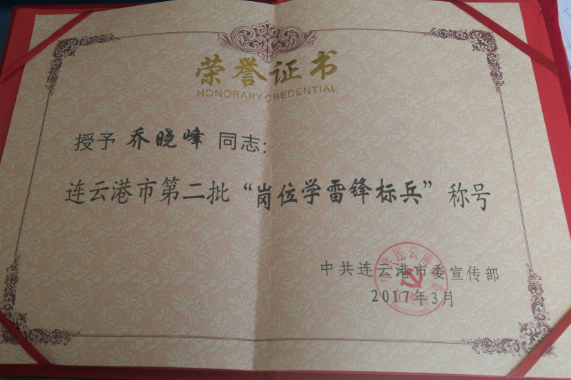 荣誉证书
HONORARY CREDENTIAL
授予 乔晓峰 同志：
连云港市第二批“岗位学雷锋标兵”称号
中共连云港市委宣传部
2017年3月